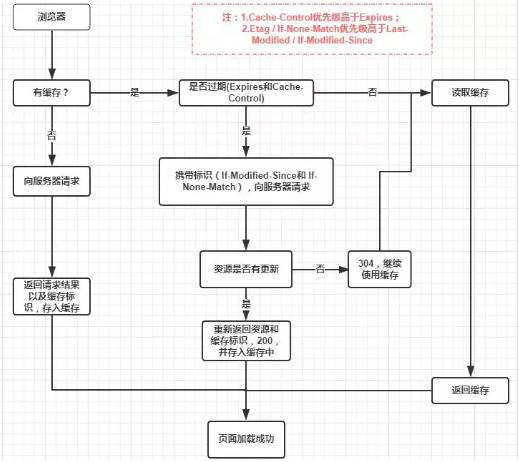 浏览器
注：1.Cache-Control优先级高于Expires；
2.Etag / If-None-Match优先级高于Last-
Modified / If-Modified-Since
有缓存？
是
是否过期(Expires和Cache-
Control)
否
读取缓存
否
是
向服务器请求
携带标识（If-Modified-Since和 If-
None-Match），向服务器请求
资源是否有更新
否
304，继续
使用缓存
返回请求结果
以及缓存标
识，存入缓存
是
重新返回资源和
缓存标识，200，
并存入缓存中
返回缓存
页面加载成功